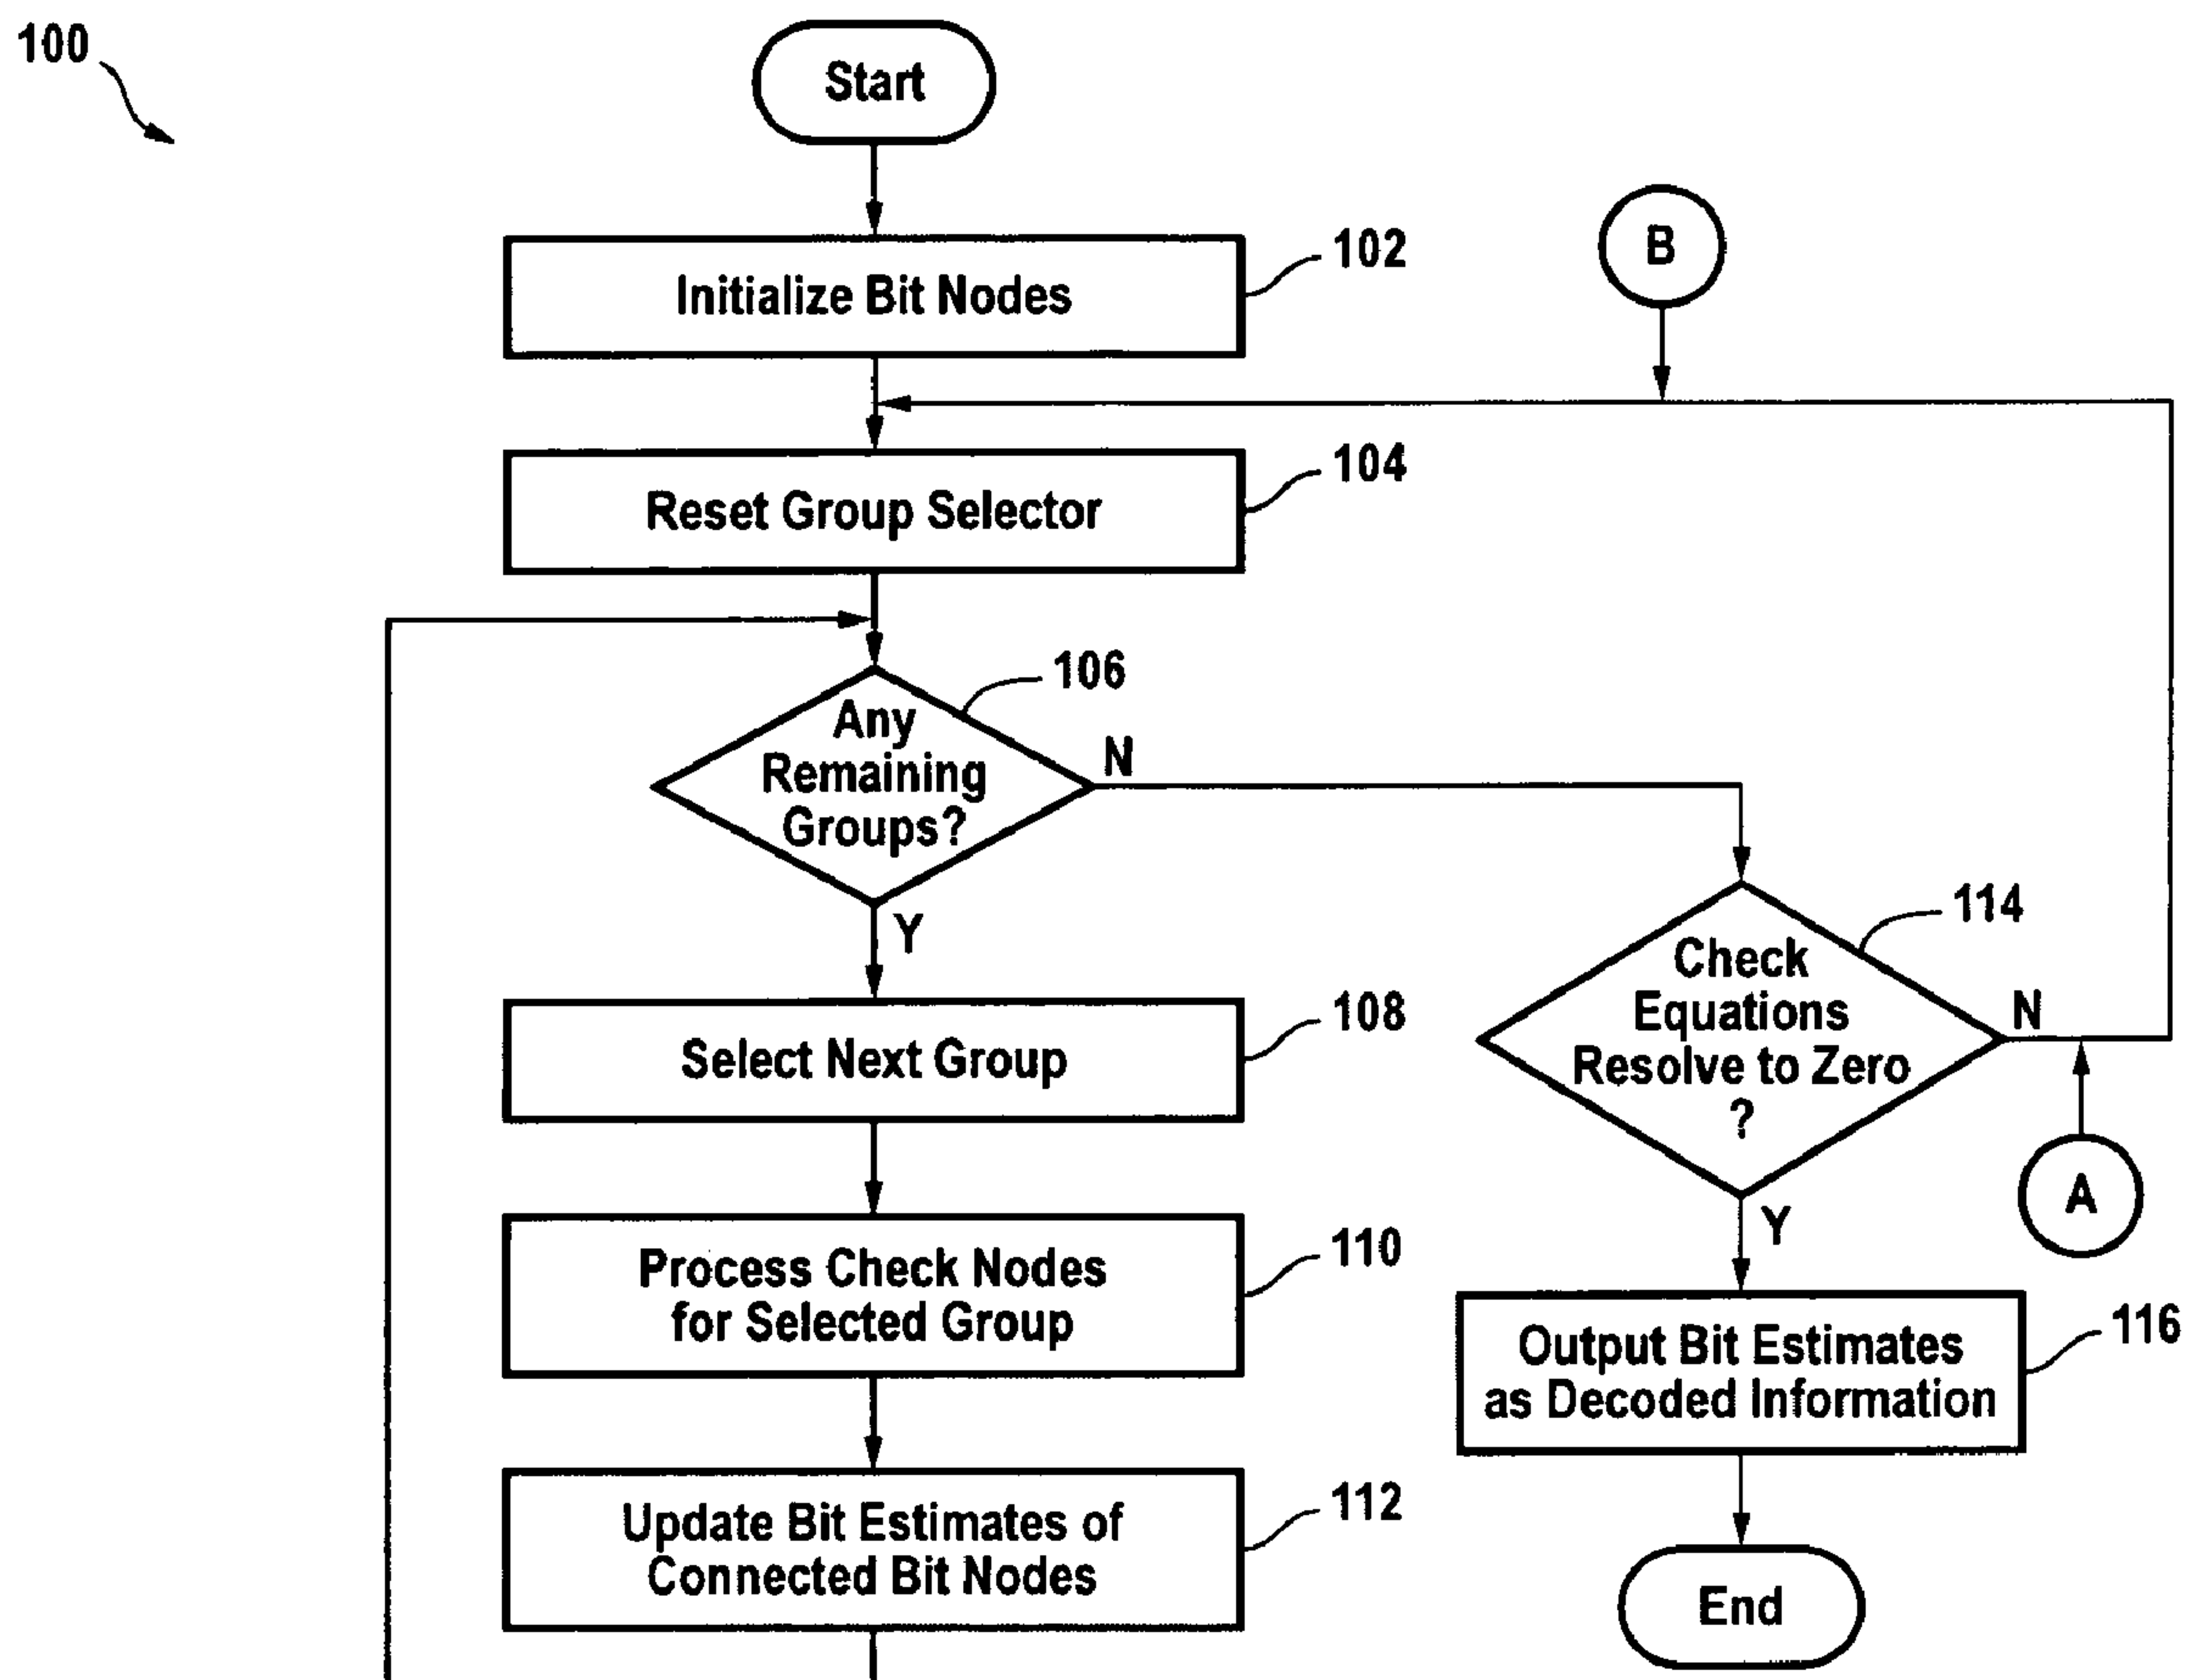 100
Start
Initialize Bit Nodes
102
B
Reset Group Selector
104
Any
Remaining
Groups?
106
N
Y
Select Next Group
108
Process Check Nodes
for Selected Group
110
Update Bit Estimates of
Connected Bit Nodes
112
Check
Equations
Resolve to Zero
?
114
N
A
Y
Output Bit Estimates
as Decoded Information
116
End